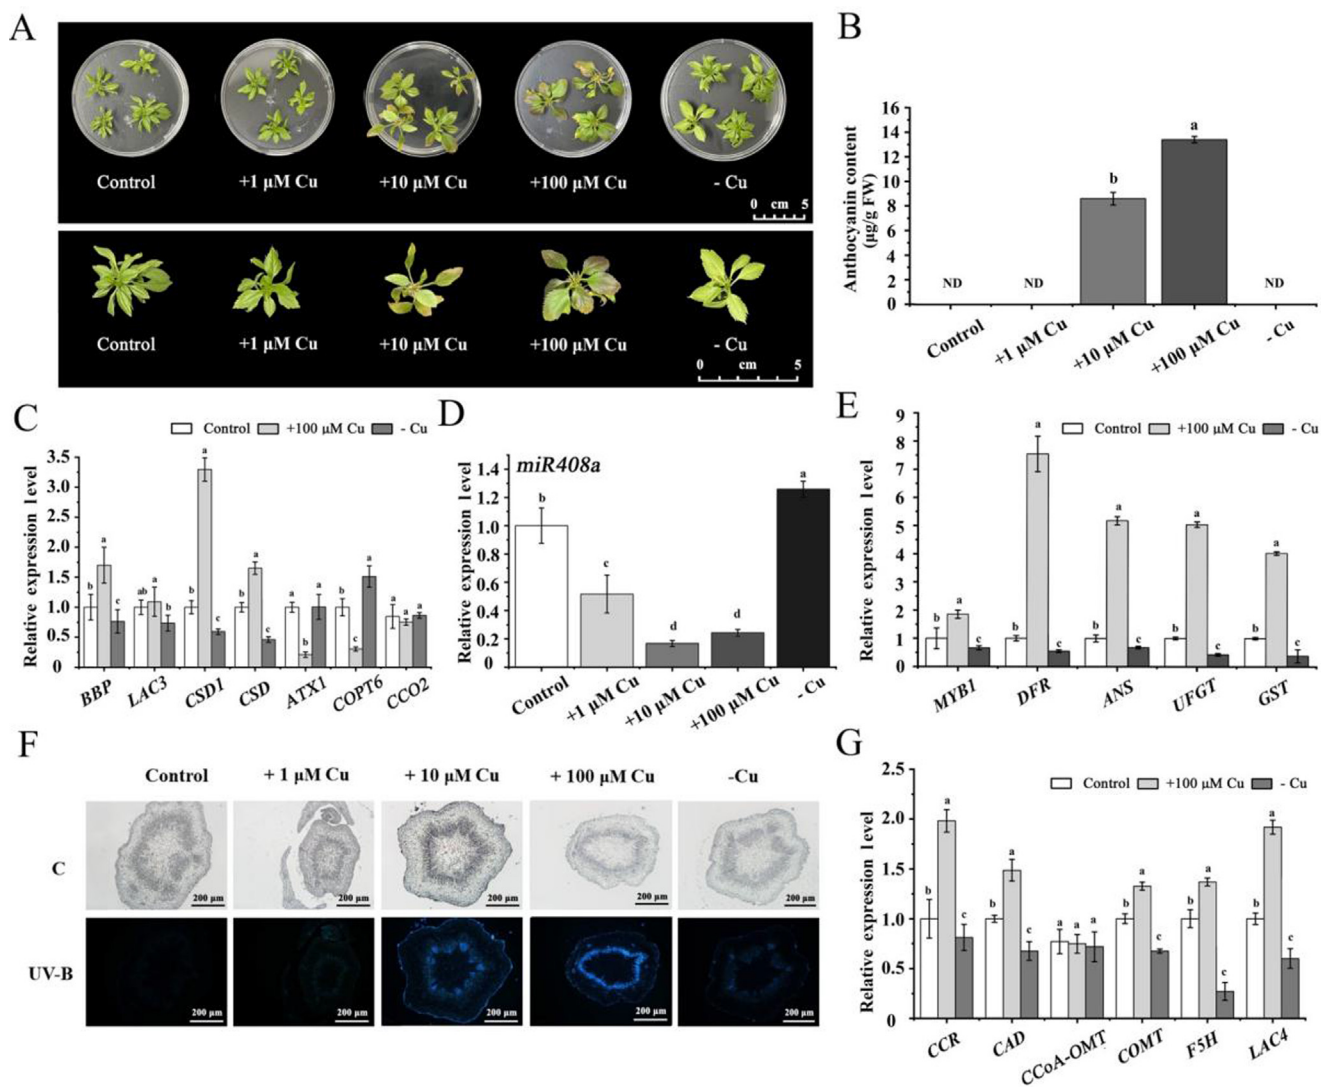 A
Control
+1 μM Cu
+10 μM Cu
+100 μM Cu
- Cu
0 cm 5
Control
+1 μM Cu
+10 μM Cu
+100 μM Cu
- Cu
cm
0 5
B
Anthocyanin content
(μg/g FW)
16
14
12
10
8
6
4
2
0
ND
ND
b
a
ND
Control
+1 μM Cu
+10 μM Cu
+100 μM Cu
- Cu
C
Control
+100 μM Cu
- Cu
Relative expression level
3.5
3.0
2.5
2.0
1.5
1.0
0.5
0
b a c
ab a b
b a c
b a c
a b a
b c a
a a a
BBP
LAC3
CSD1
CSD
ATX1
COPT6
CCO2
D
miR408a
Relative expression level
1.4
1.2
1.0
0.8
0.6
0.4
0.2
0
b
c
d
d
a
Control
+1 μM Cu
+10 μM Cu
+100 μM Cu
- Cu
E
Control
+100 μM Cu
- Cu
Relative expression level
9
8
7
6
5
4
3
2
1
0
b a c
b a c
b a c
b a c
b a c
MYB1
DFR
ANS
UFGT
GST
F
Control
+ 1 μM Cu
+ 10 μM Cu
+ 100 μM Cu
-Cu
C
200 μm
200 μm
200 μm
200 μm
200 μm
UV-B
200 μm
200 μm
200 μm
200 μm
200 μm
G
Control
+100 μM Cu
- Cu
Relative expression level
2.5
2.0
1.5
1.0
0.5
0
b a c
b a c
a a a
b a c
b a c
b a c
CCR
CAD
CCoA-OMT
COMT
F5H
LAC4